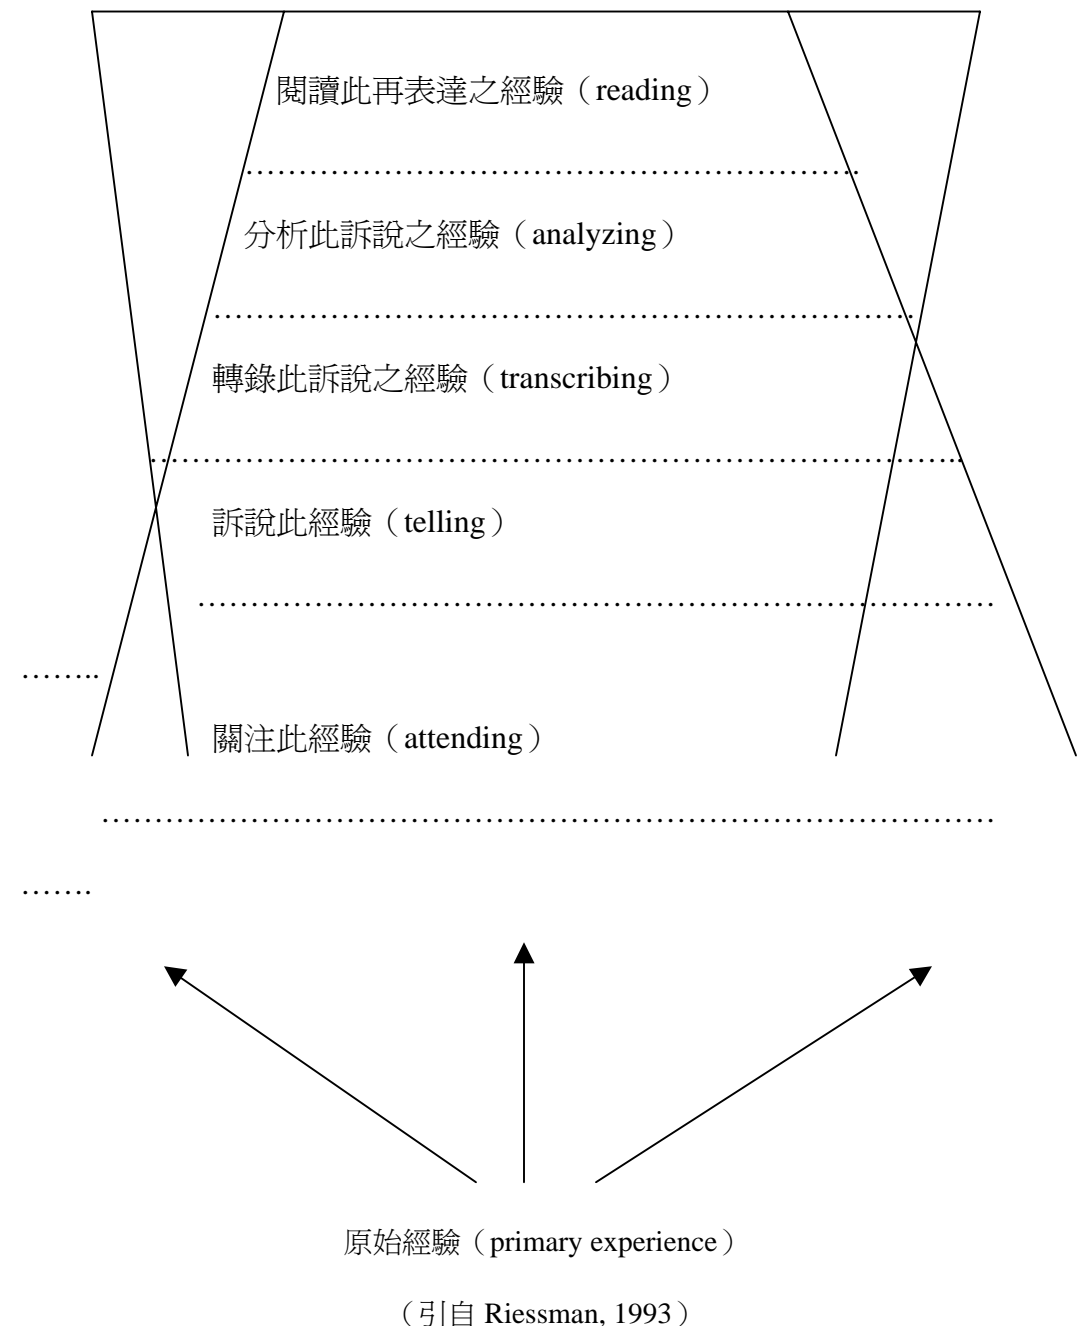 閱讀此再表達之經驗（reading）
……………………………………………………
分析此訴說之經驗（analyzing）
……………………………………………………………
轉錄此訴說之經驗（transcribing）
………………………………………………………………………
訴說此經驗（telling）
……………………………………………………………………
……..
關注此經驗（attending）
……………………………………………………………………………
…….
原始經驗（primary experience）
（引自 Riessman, 1993）